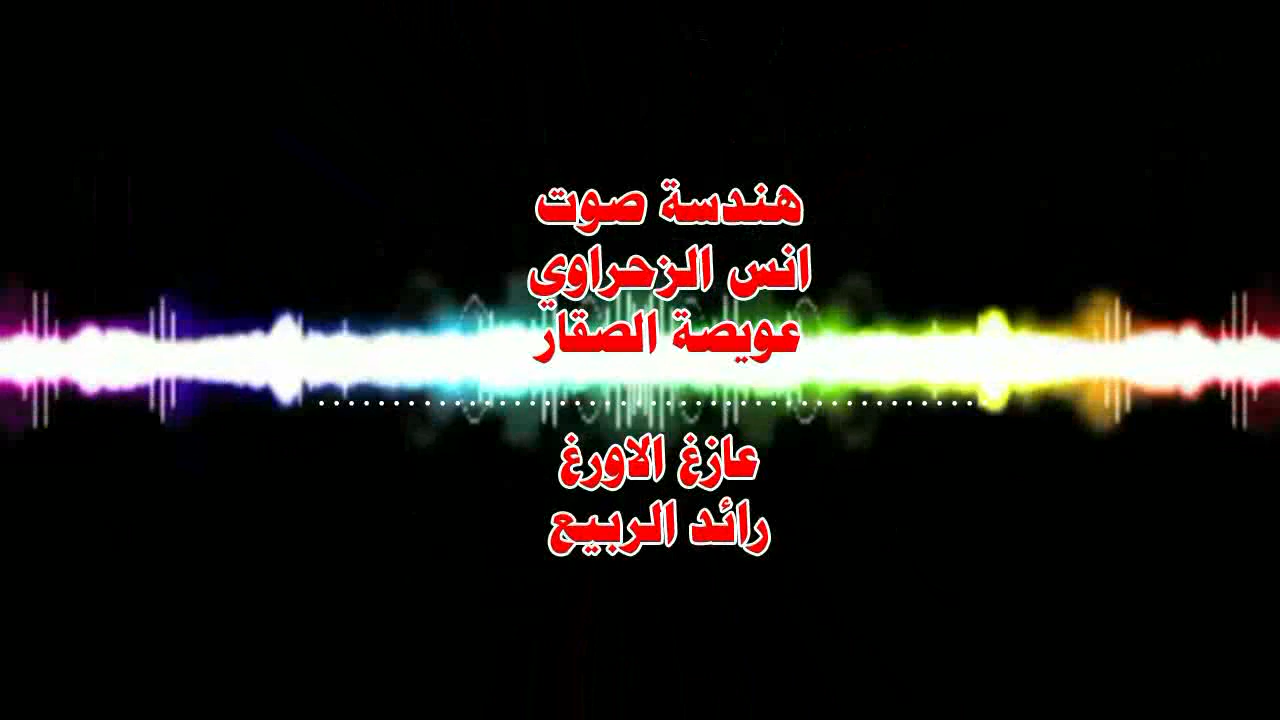 هندسة صوت
انس الزحراوي
عويصة الصقار
عازغ الاورغ
رائد الربيع